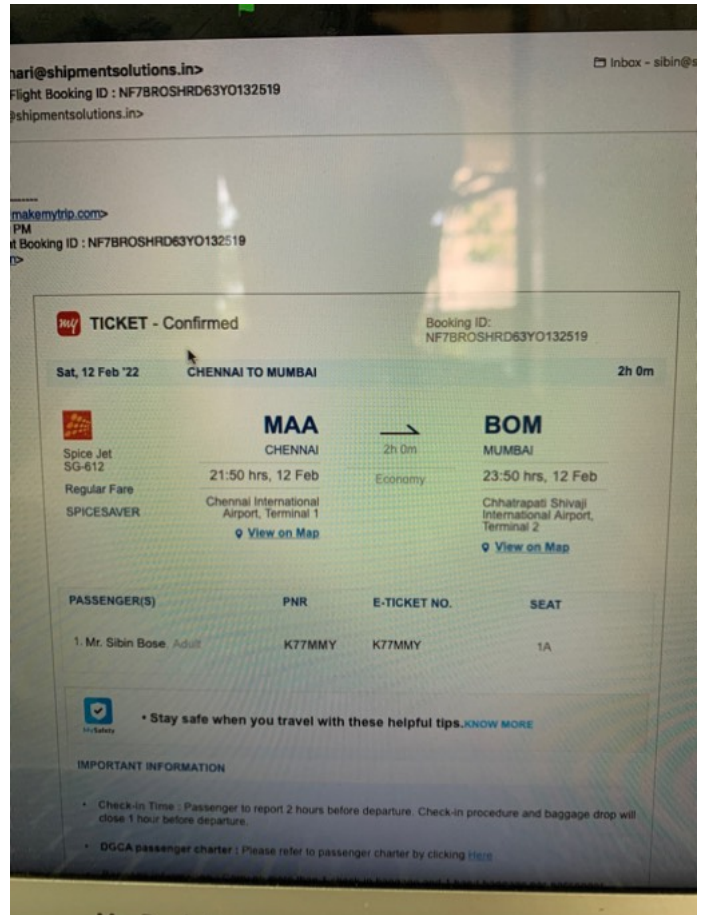 hari@shipmentsolutions.in>
Inbox - sibin@s
Flight Booking ID : NF7BROSHRD63YO132519
shipmentsolutions.in>
makemytrip.com>
PM
Booking ID : NF7BROSHRD63YO132519
my TICKET - Confirmed
Booking ID:
NF7BROSHRD63YO132519
Sat, 12 Feb '22 CHENNAI TO MUMBAI 2h 0m
MAA BOM
Spice Jet CHENNAI 2h 0m MUMBAI
SG-612
21:50 hrs, 12 Feb Economy 23:50 hrs, 12 Feb
Regular Fare
SPICESAVER
Chennai International
Airport, Terminal 1
View on Map
Chhatrapati Shivaji
International Airport,
Terminal 2
View on Map
PASSENGER(S) PNR E-TICKET NO. SEAT
1. Mr. Sibin Bose, Adult K77MMY K77MMY 1A
MySafety
• Stay safe when you travel with these helpful tips.KNOW MORE
IMPORTANT INFORMATION
• Check-in Time : Passenger to report 2 hours before departure. Check-in procedure and baggage drop will
close 1 hour before departure.
• DGCA passenger charter : Please refer to passenger charter by clicking Here